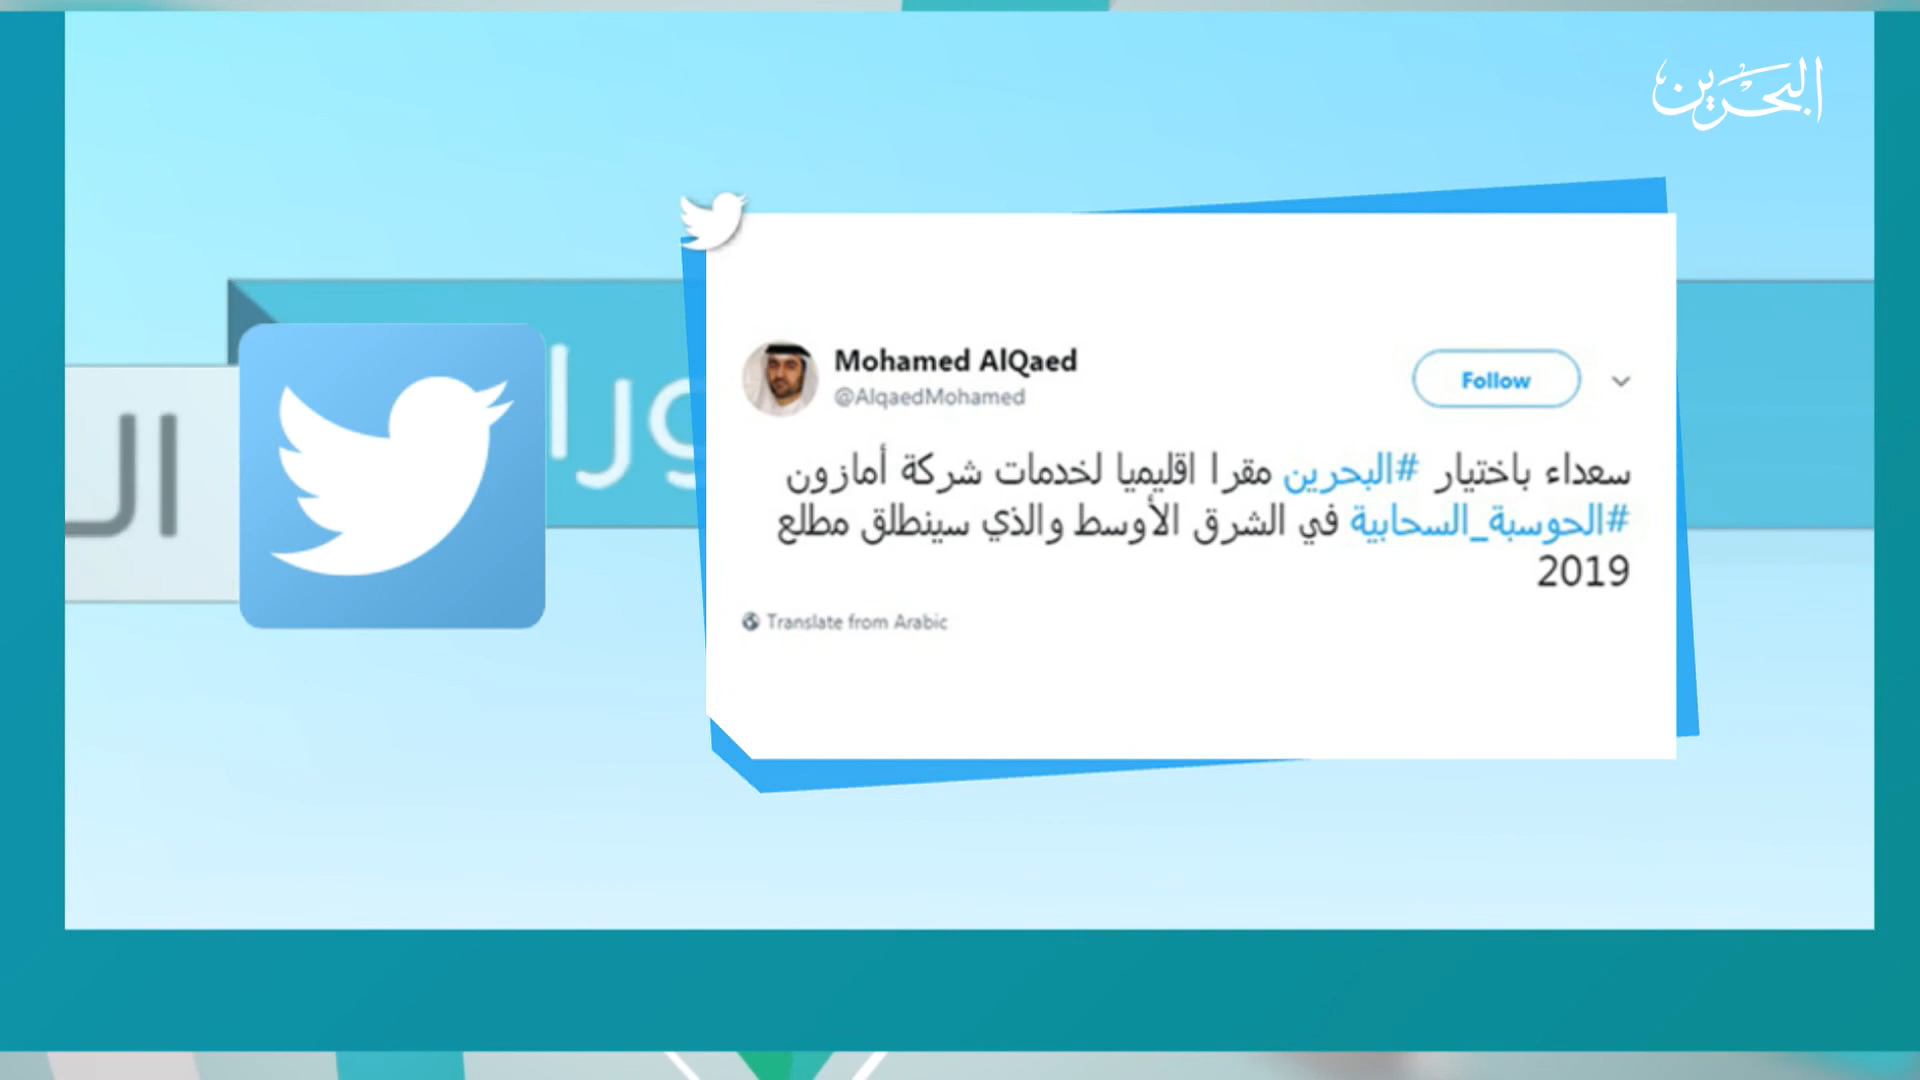 البحرين
Mohamed AlQaed
@AlqaedMohamed
Follow
سعداء باختيار #البحرين مقرا اقليميا لخدمات شركة أمازون
#الحوسبة_السحابية في الشرق الأوسط والذي سينطلق مطلع
2019
Translate from Arabic